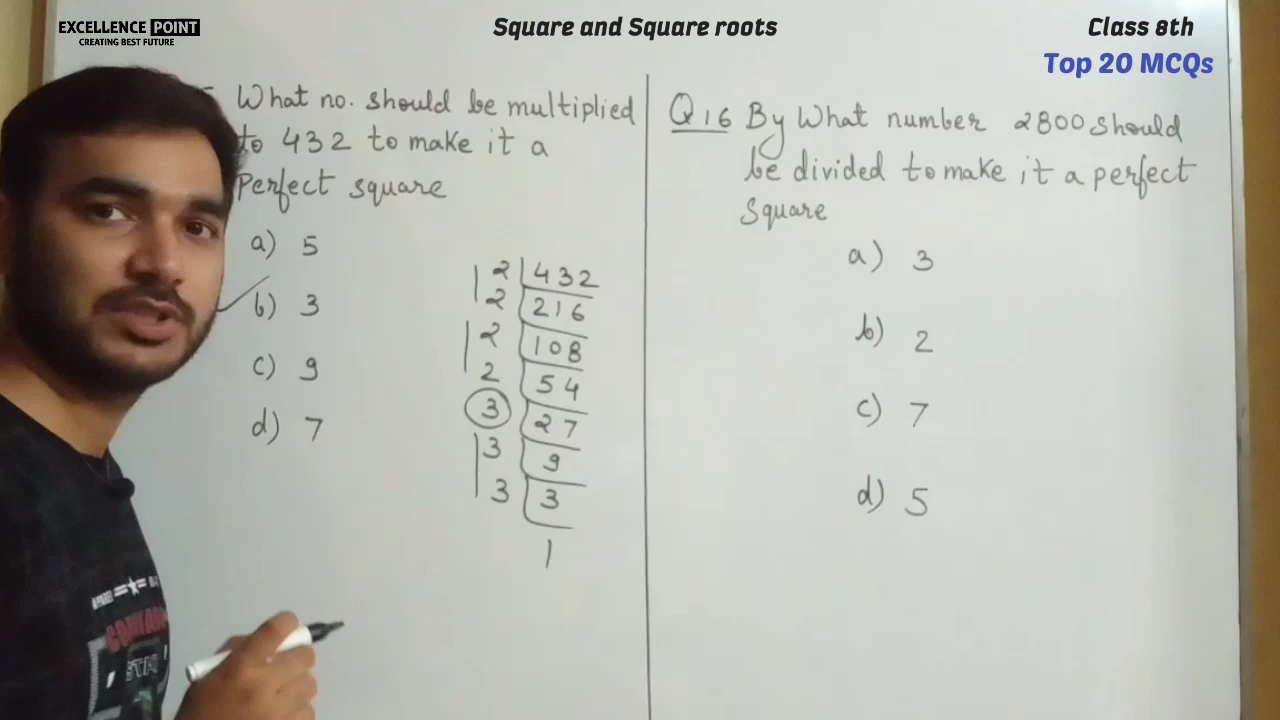 EXCELLENCE POINT
CREATING BEST FUTURE
Square and Square roots
Class 8th
Top 20 MCQs
What no. should be multiplied
to 432 to make it a
Perfect square
a) 5
b) 3
c) 9
d) 7
2 432
2 216
2 108
2 54
3 27
3 9
3 3
1
Q16 By What number 2800 should
be divided to make it a perfect
Square
a) 3
b) 2
c) 7
d) 5